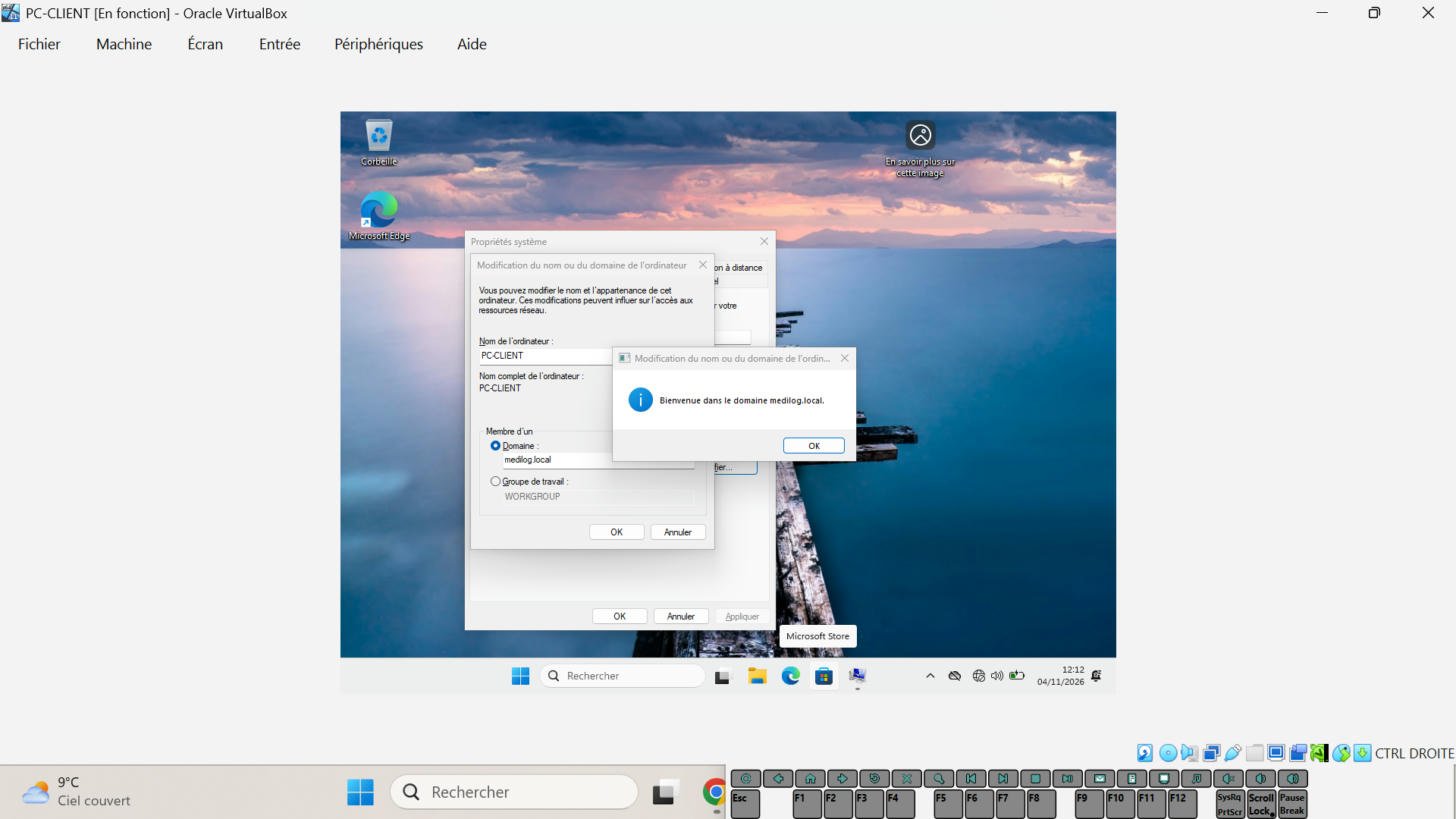 PC-CLIENT [En fonction] - Oracle VirtualBox
Fichier Machine Écran Entrée Périphériques Aide
Corbeille
En savoir plus sur
cette image
Microsoft Edge
Propriétés système
Modification du nom ou du domaine de l'ordinateur
on à distance
el
Vous pouvez modifier le nom et l'appartenance de cet
ordinateur. Ces modifications peuvent influer sur l'accès aux
ressources réseau.
r votre
Nom de l'ordinateur :
PC-CLIENT
Nom complet de l'ordinateur :
PC-CLIENT
Modification du nom ou du domaine de l'ordin...
Bienvenue dans le domaine medilog.local.
OK
Membre d'un
Domaine :
medilog.local
fier...
Groupe de travail :
WORKGROUP
OK Annuler
OK Annuler Appliquer
Microsoft Store
Rechercher
12:12
04/11/2026
CTRL DROITE
9°C
Ciel couvert
Rechercher
Esc F1 F2 F3 F4 F5 F6 F7 F8 F9 F10 F11 F12
SysRq
PrtScr
Scroll
Lock
Pause
Break